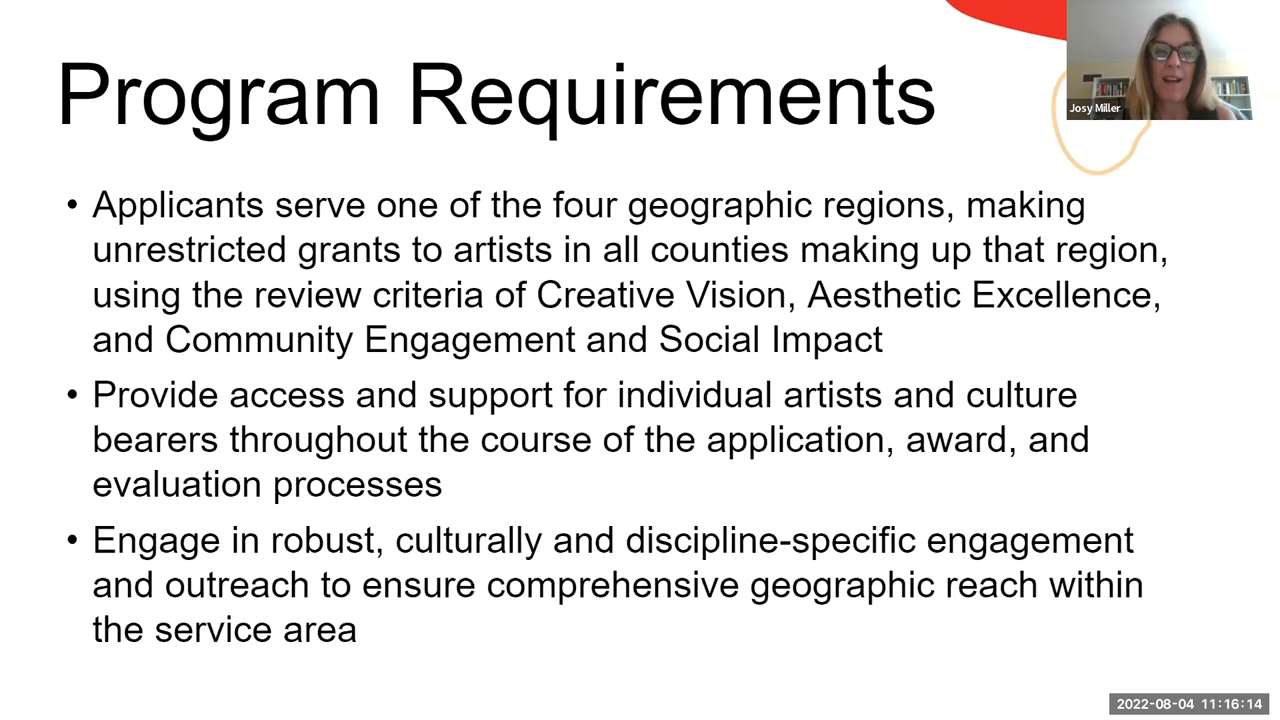 Program Requirements
Josy Miller
• Applicants serve one of the four geographic regions, making
unrestricted grants to artists in all counties making up that region,
using the review criteria of Creative Vision, Aesthetic Excellence,
and Community Engagement and Social Impact
• Provide access and support for individual artists and culture
bearers throughout the course of the application, award, and
evaluation processes
• Engage in robust, culturally and discipline-specific engagement
and outreach to ensure comprehensive geographic reach within
the service area
2022-08-04 11:16:14